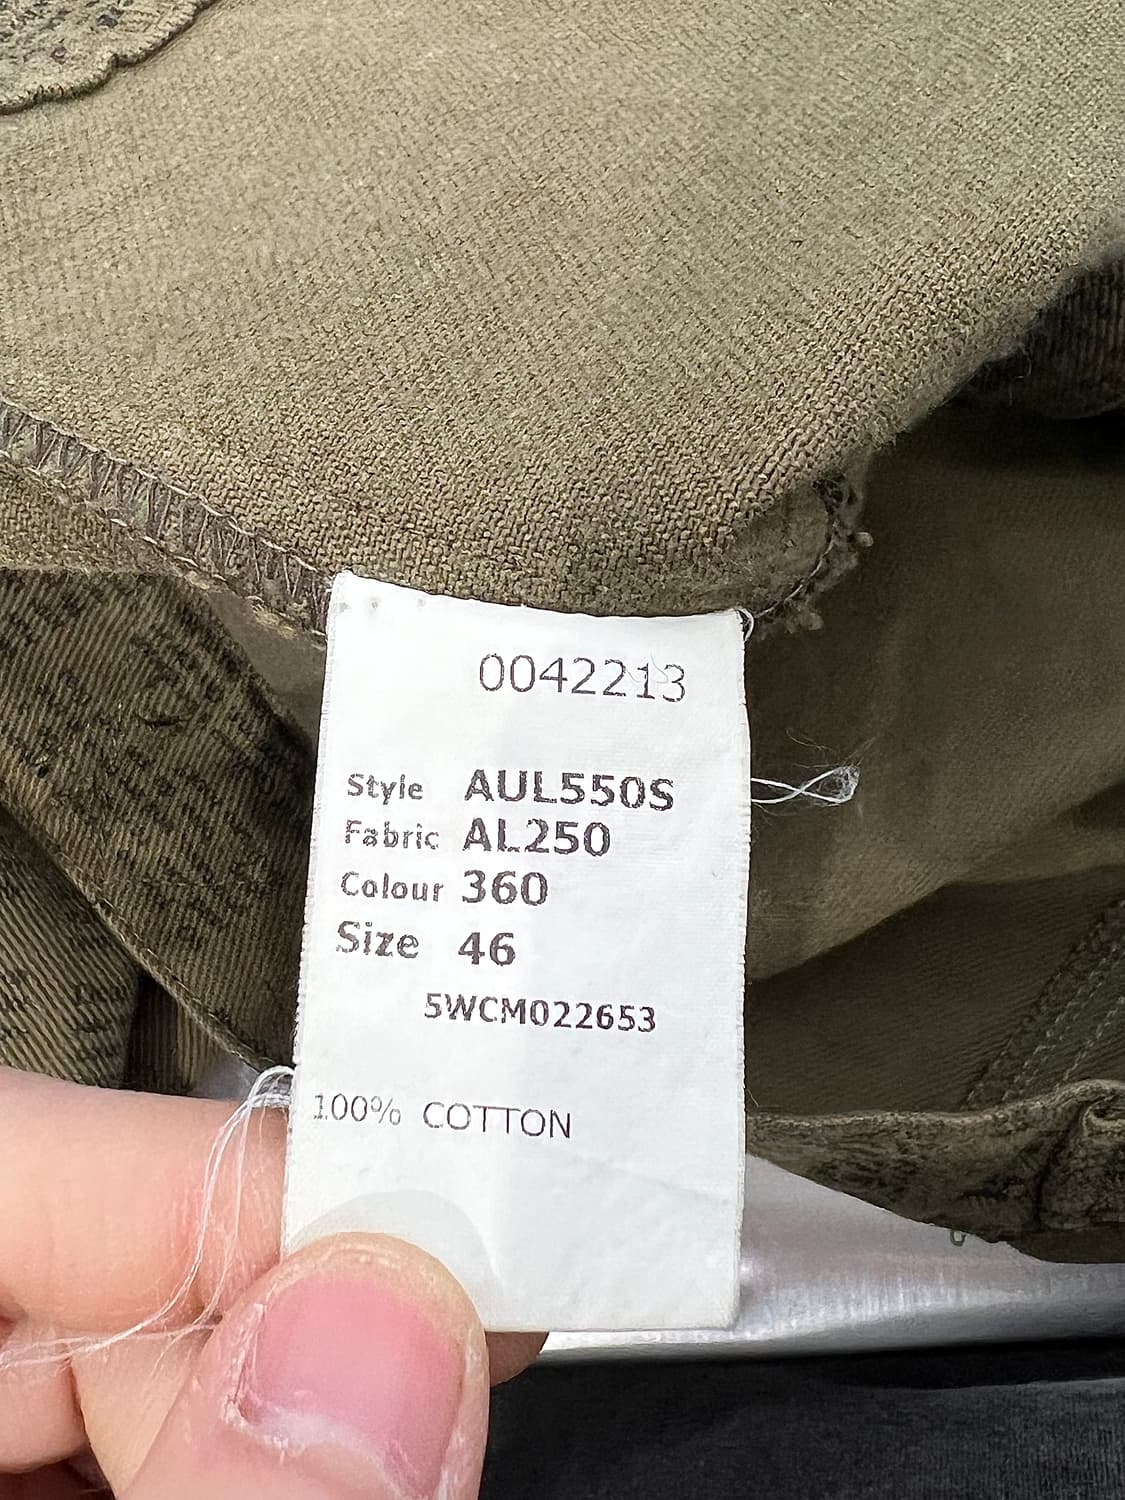 0042213
Style AUL550S
Fabric AL250
Colour 360
Size 46
5WCM022653
100% COTTON